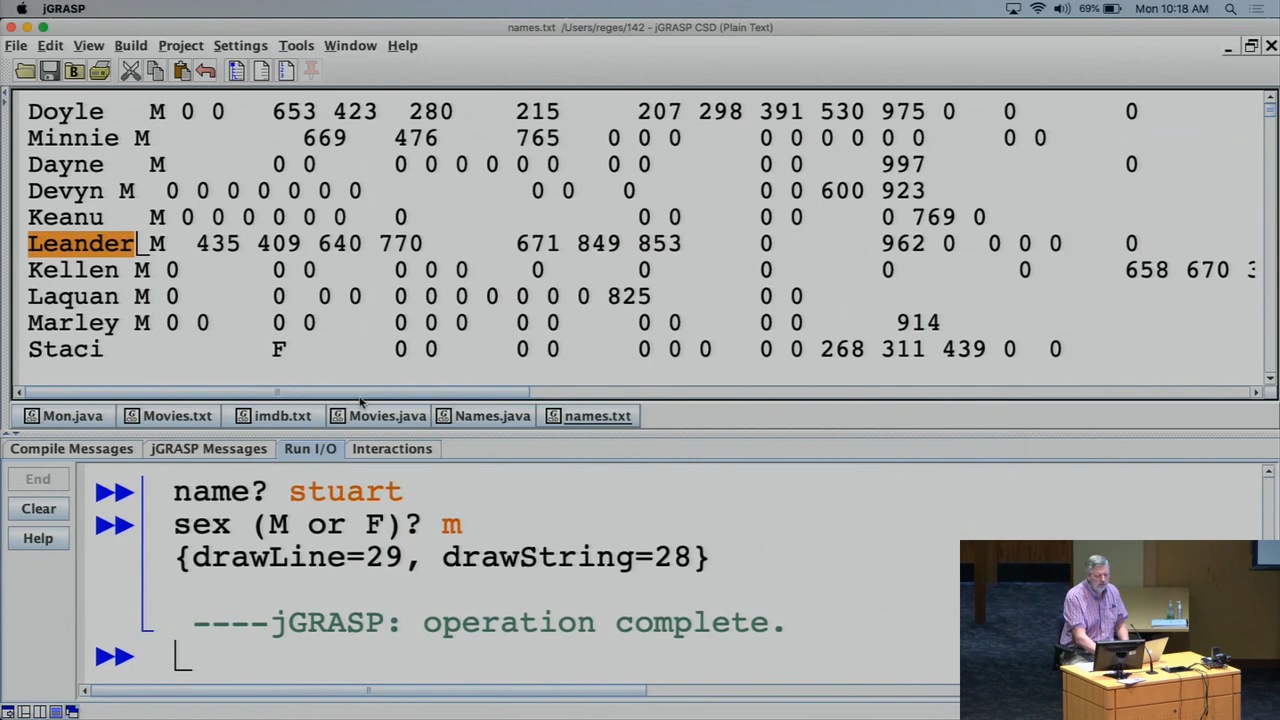 jGRASP 69% Mon 10:18 AM
names.txt /Users/reges/142 - jGRASP CSD (Plain Text)
File Edit View Build Project Settings Tools Window Help
B
Doyle M 0 0 653 423 280 215 207 298 391 530 975 0 0 0
Minnie M 669 476 765 0 0 0 0 0 0 0 0 0 0 0
Dayne M 0 0 0 0 0 0 0 0 0 0 0 997 0
Devyn M 0 0 0 0 0 0 0 0 0 0 0 0 600 923
Keanu M 0 0 0 0 0 0 0 0 0 0 0 769 0
Leander M 435 409 640 770 671 849 853 0 962 0 0 0 0 0
Kellen M 0 0 0 0 0 0 0 0 0 0 0 658 670 3
Laquan M 0 0 0 0 0 0 0 0 0 0 0 825 0 0
Marley M 0 0 0 0 0 0 0 0 0 0 0 0 0 914
Staci F 0 0 0 0 0 0 0 0 0 268 311 439 0 0
Mon.java Movies.txt imdb.txt Movies.java Names.java names.txt
Compile Messages jGRASP Messages Run I/O Interactions
End
Clear
Help
name? stuart
sex (M or F)? m
{drawLine=29, drawString=28}
----jGRASP: operation complete.